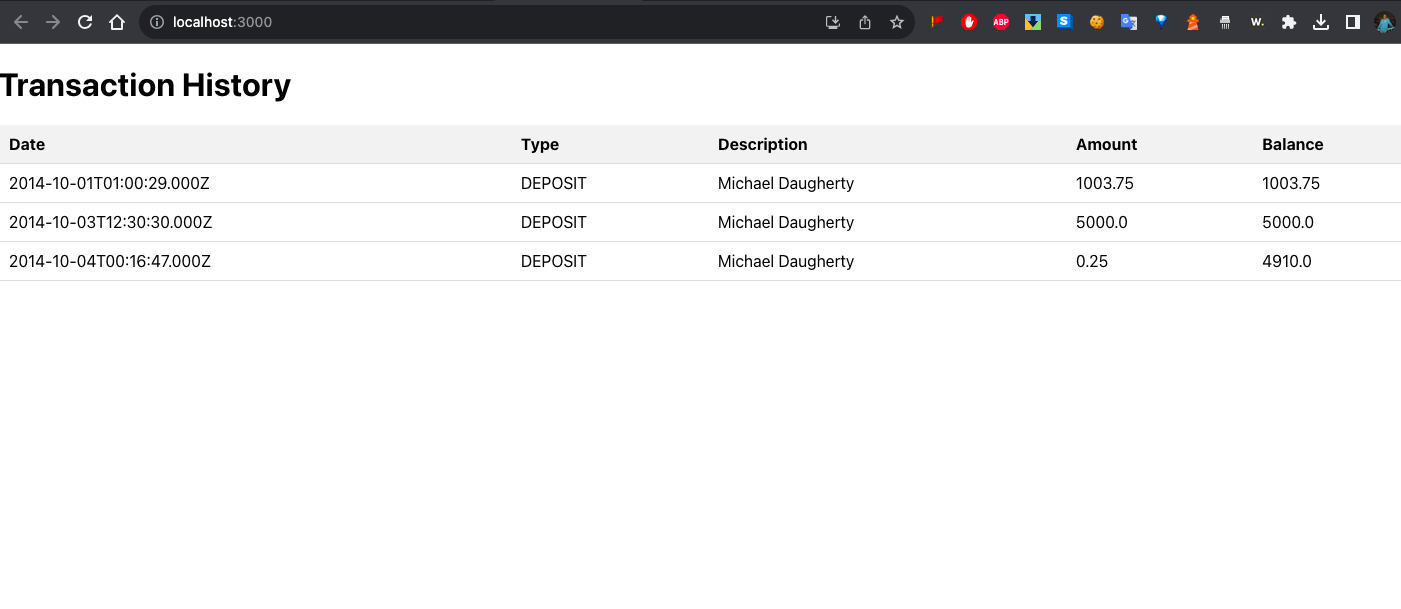 localhost:3000
ABP
S
G
W.
Transaction History
Date Type Description Amount Balance
2014-10-01T01:00:29.000Z DEPOSIT Michael Daugherty 1003.75 1003.75
2014-10-03T12:30:30.000Z DEPOSIT Michael Daugherty 5000.0 5000.0
2014-10-04T00:16:47.000Z DEPOSIT Michael Daugherty 0.25 4910.0